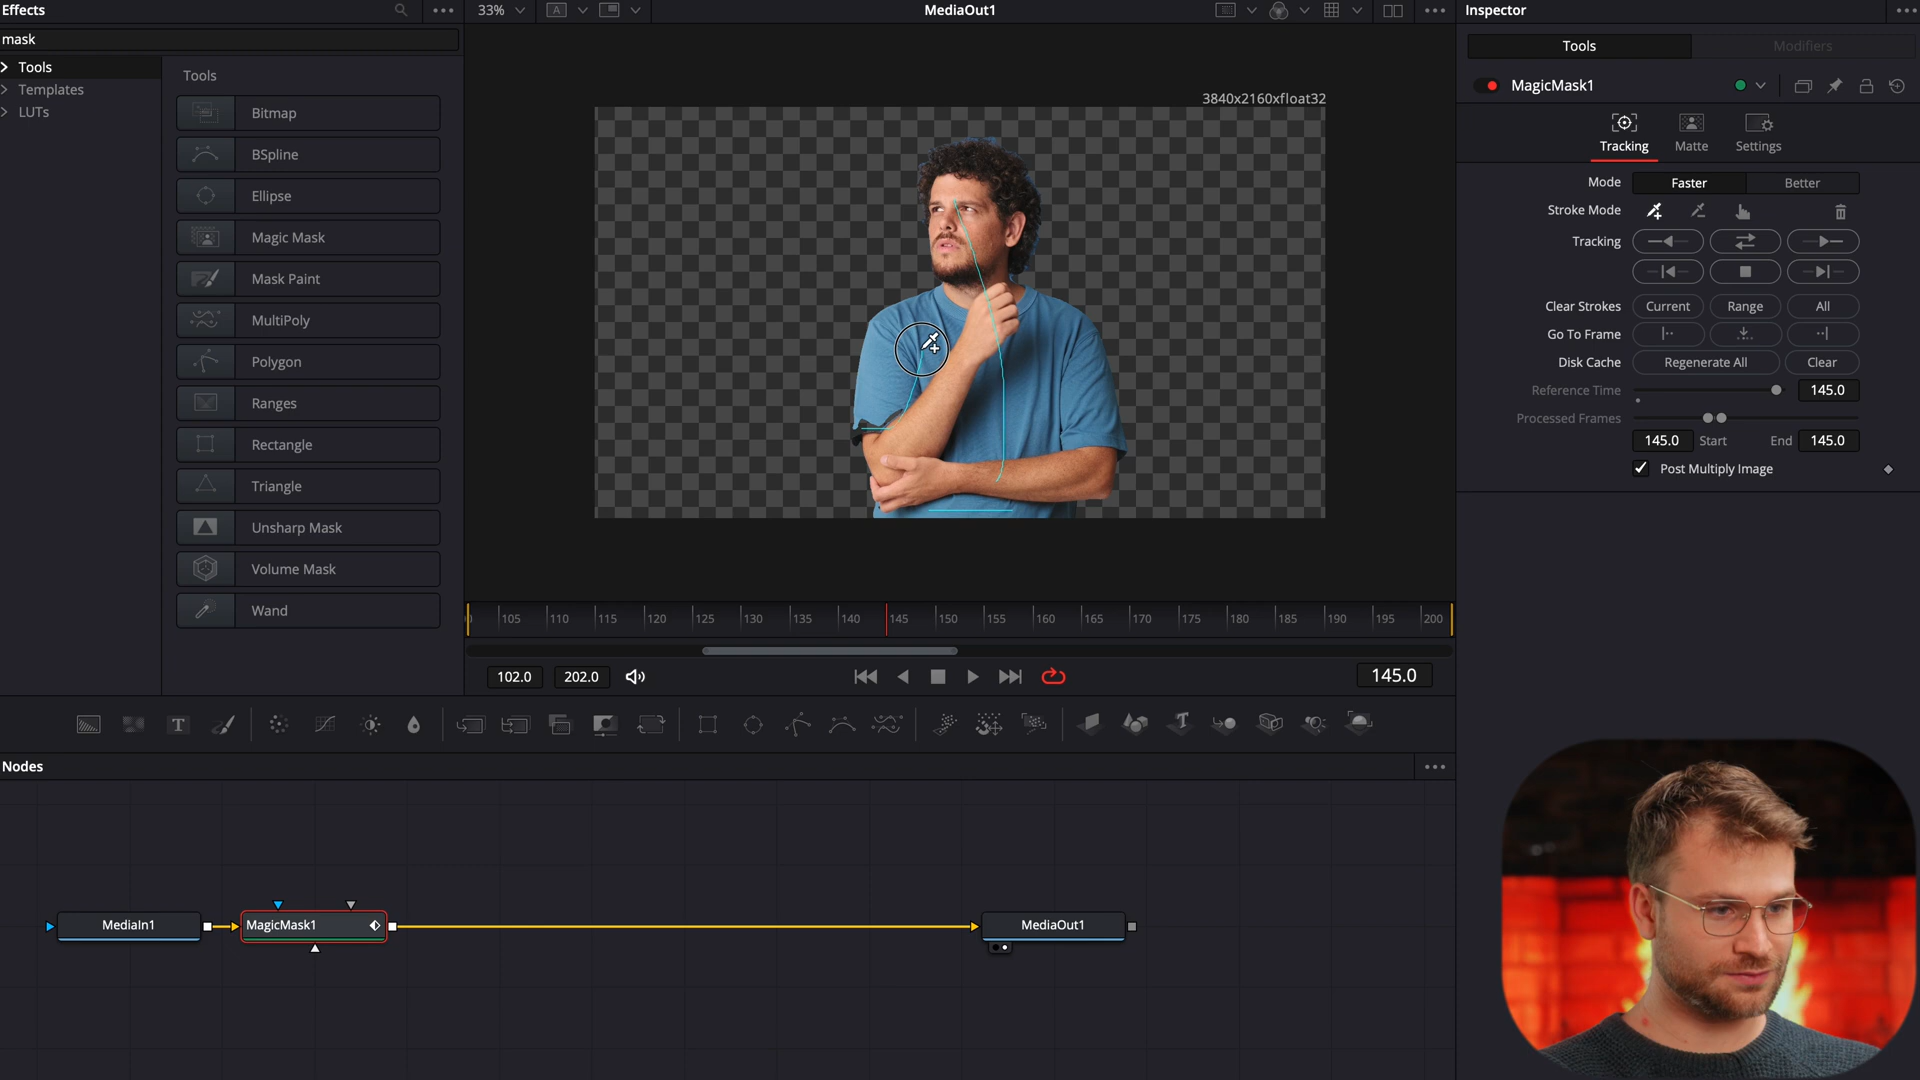 Effects
33%
A
MediaOut1
Inspector
mask
Tools
Modifiers
Tools
Templates
LUTs
Tools
Bitmap
BSpline
Ellipse
Magic Mask
Mask Paint
MultiPoly
Polygon
Ranges
Rectangle
Triangle
Unsharp Mask
Volume Mask
Wand
3840x2160xfloat32
MagicMask1
Tracking
Matte
Settings
Mode
Faster
Better
Stroke Mode
Tracking
Clear Strokes
Current
Range
All
Go To Frame
Disk Cache
Regenerate All
Clear
Reference Time
145.0
Processed Frames
145.0
Start
End
145.0
Post Multiply Image
105 110 115 120 125 130 135 140 145 150 155 160 165 170 175 180 185 190 195 200
102.0
202.0
145.0
T
T
Nodes
MediaIn1
MagicMask1
MediaOut1